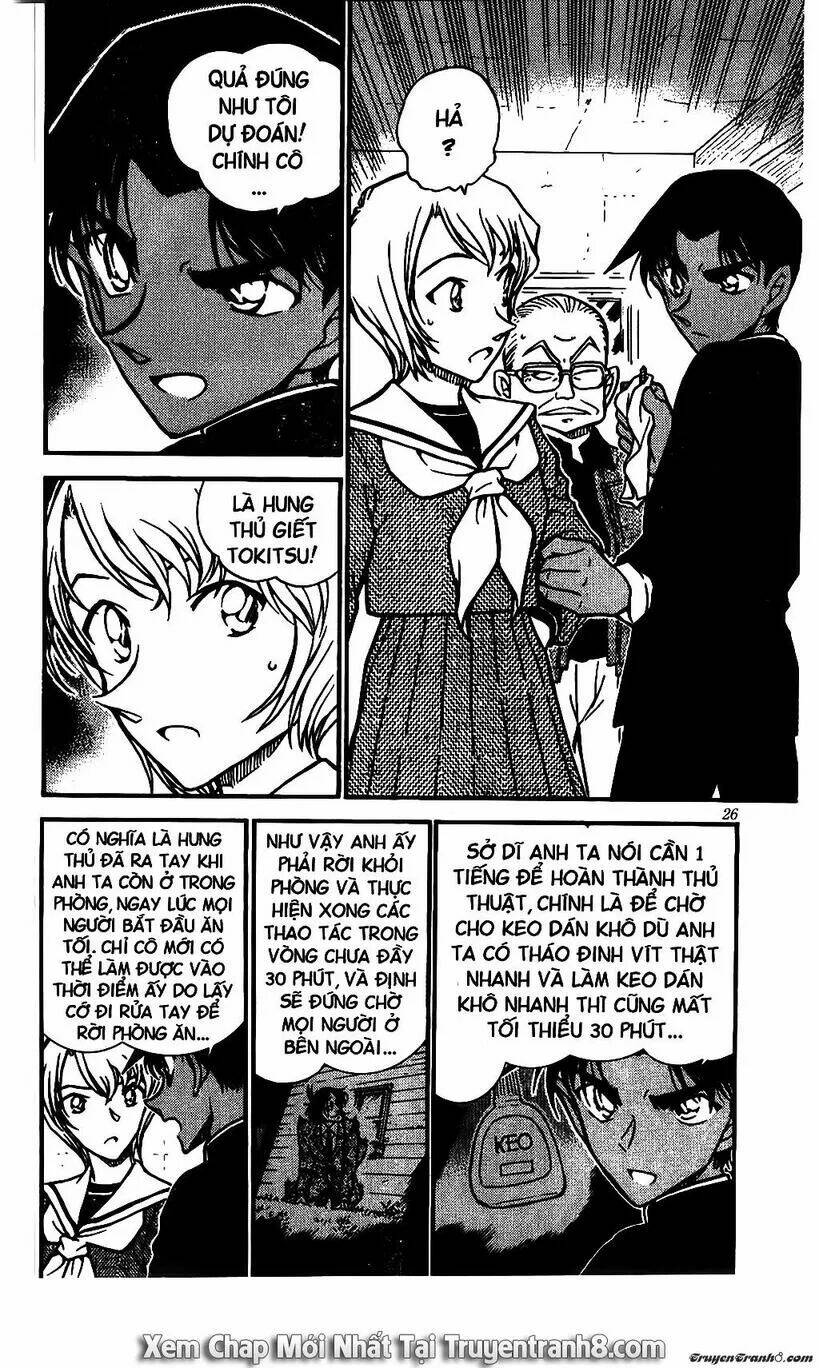 HẢ
?
QUẢ ĐÚNG
NHƯ TÔI
DỰ ĐOÁN!
CHÍNH CÔ
...
LÀ HUNG
THỦ GIẾT
TOKITSU!
26
SỞ DĨ ANH TA NÓI CẦN 1
TIẾNG ĐỂ HOÀN THÀNH THỦ
THUẬT, CHÍNH LÀ ĐỂ CHỜ
CHO KEO DÁN KHÔ DÙ ANH
TA CÓ THÁO ĐINH VÍT THẬT
NHANH VÀ LÀM KEO DÁN
KHÔ NHANH THÌ CŨNG MẤT
TỐI THIỂU 30 PHÚT...
KEO
NHƯ VẬY ANH ẤY
PHẢI RỜI KHỎI
PHÒNG VÀ THỰC
HIỆN XONG CÁC
THAO TÁC TRONG
VÒNG CHƯA ĐẦY
30 PHÚT, VÀ ĐỊNH
SẼ ĐỨNG CHỜ
MỌI NGƯỜI Ở
BÊN NGOÀI...
CÓ NGHĨA LÀ HUNG
THỦ ĐÃ RA TAY KHI
ANH TA CÒN Ở TRONG
PHÒNG, NGAY LÚC MỌI
NGƯỜI BẮT ĐẦU ĂN
TỐI. CHỈ CÔ MỚI CÓ
THỂ LÀM ĐƯỢC VÀO
THỜI ĐIỂM ẤY DO LẤY
CỚ ĐI RỬA TAY ĐỂ
RỜI PHÒNG ĂN...
Xem Chap Mới Nhất Tại Truyentranh8.com
TruyenTranh8.com